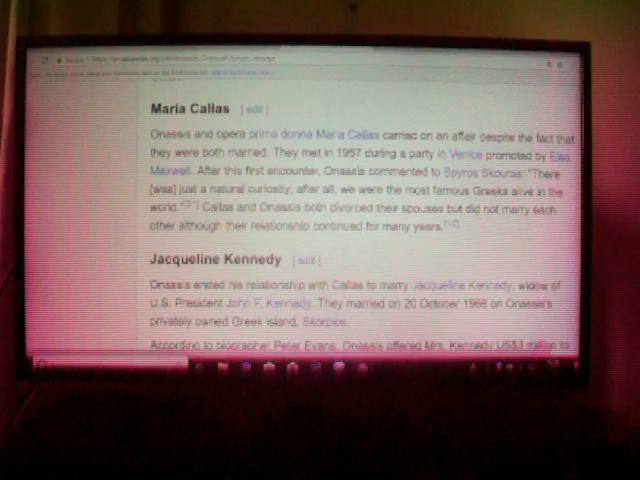 Maria Callas [ edit ]
Onassis and opera prima donna Maria Callas carried on an affair despite the fact that
they were both married. They met in 1957 during a party in Venice promoted by Elsa
Maxwell. After this first encounter, Onassis commented to Spyros Skouras: "There
[was] just a natural curiosity; after all, we were the most famous Greeks alive in the
world." Callas and Onassis both divorced their spouses but did not marry each
other although their relationship continued for many years.
Jacqueline Kennedy [ edit ]
Onassis ended his relationship with Callas to marry Jacqueline Kennedy, widow of
U.S. President John F. Kennedy. They married on 20 October 1968 on Onassis's
privately owned Greek island, Skorpios.
According to biographer Peter Evans, Onassis offered Mrs. Kennedy US$3 million to